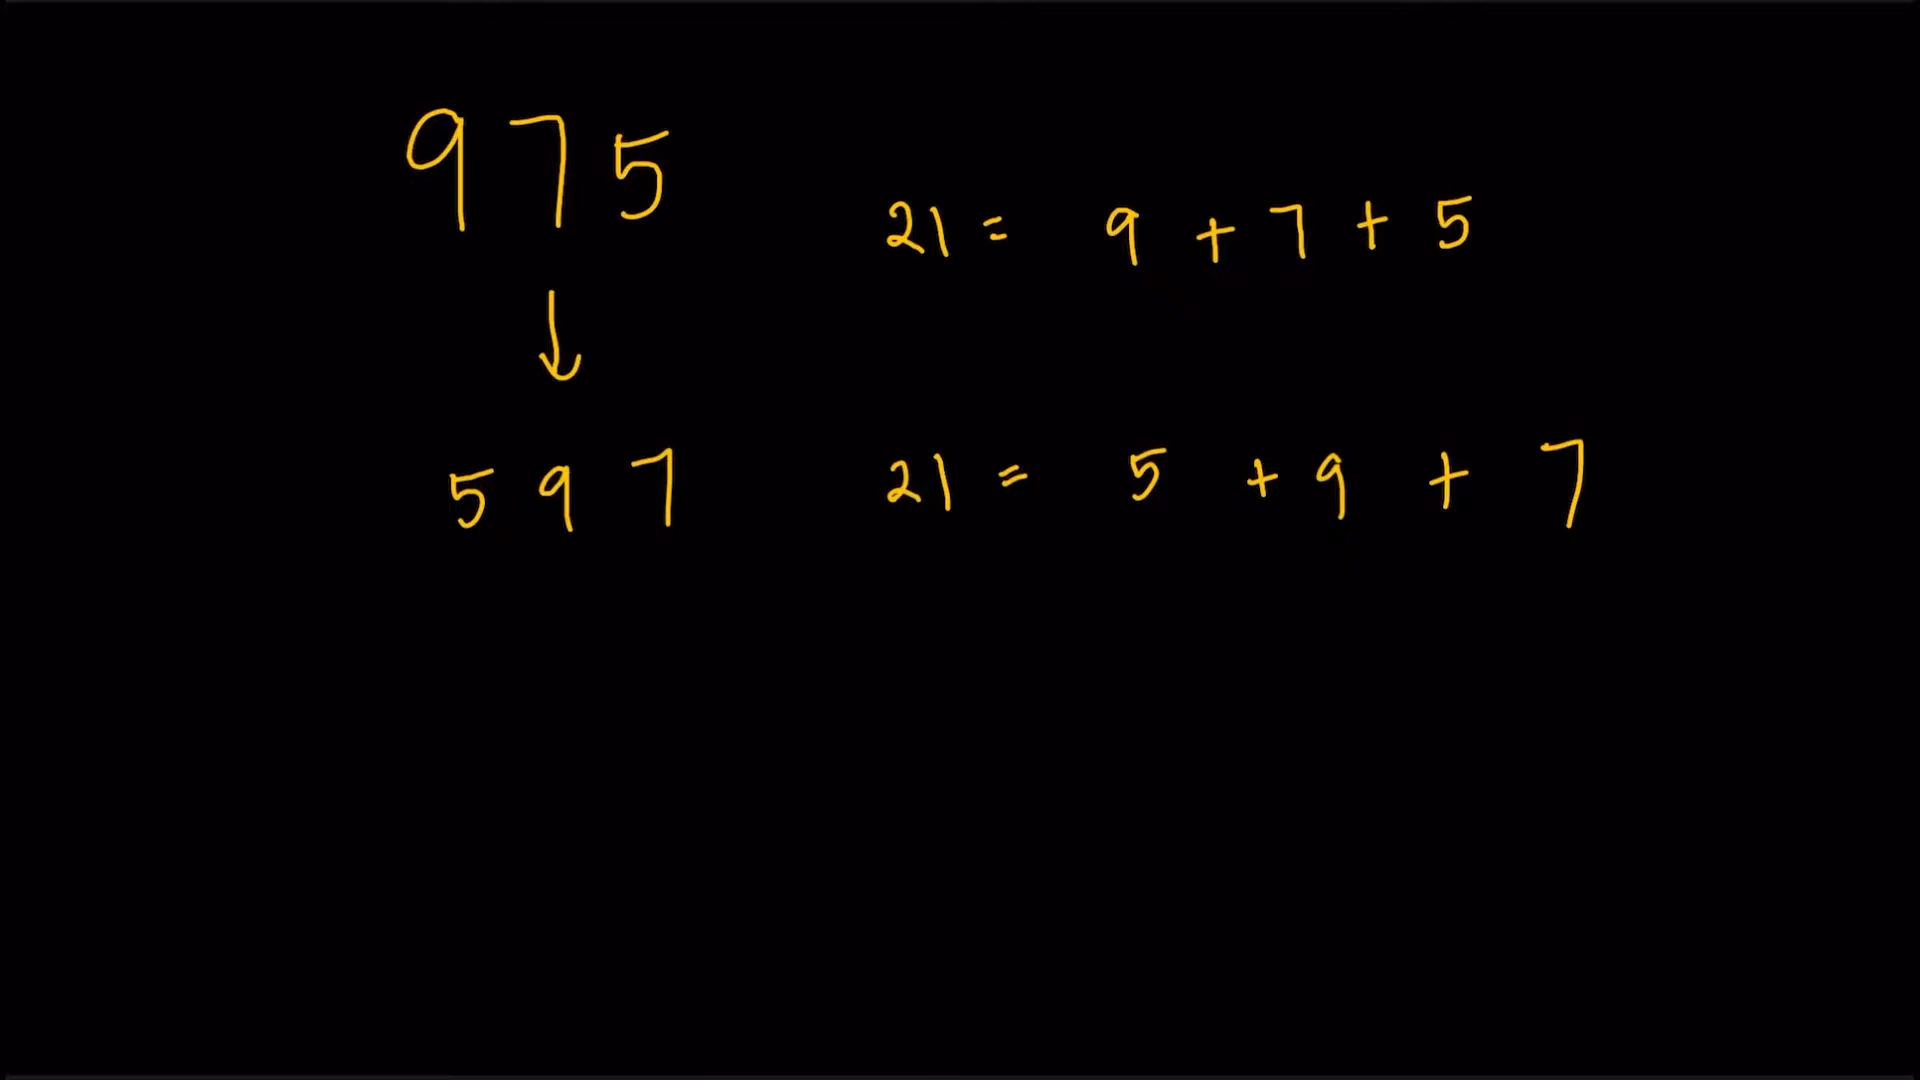 975
21 = 9 + 7 + 5
↓
597
21 = 5 + 9 + 7